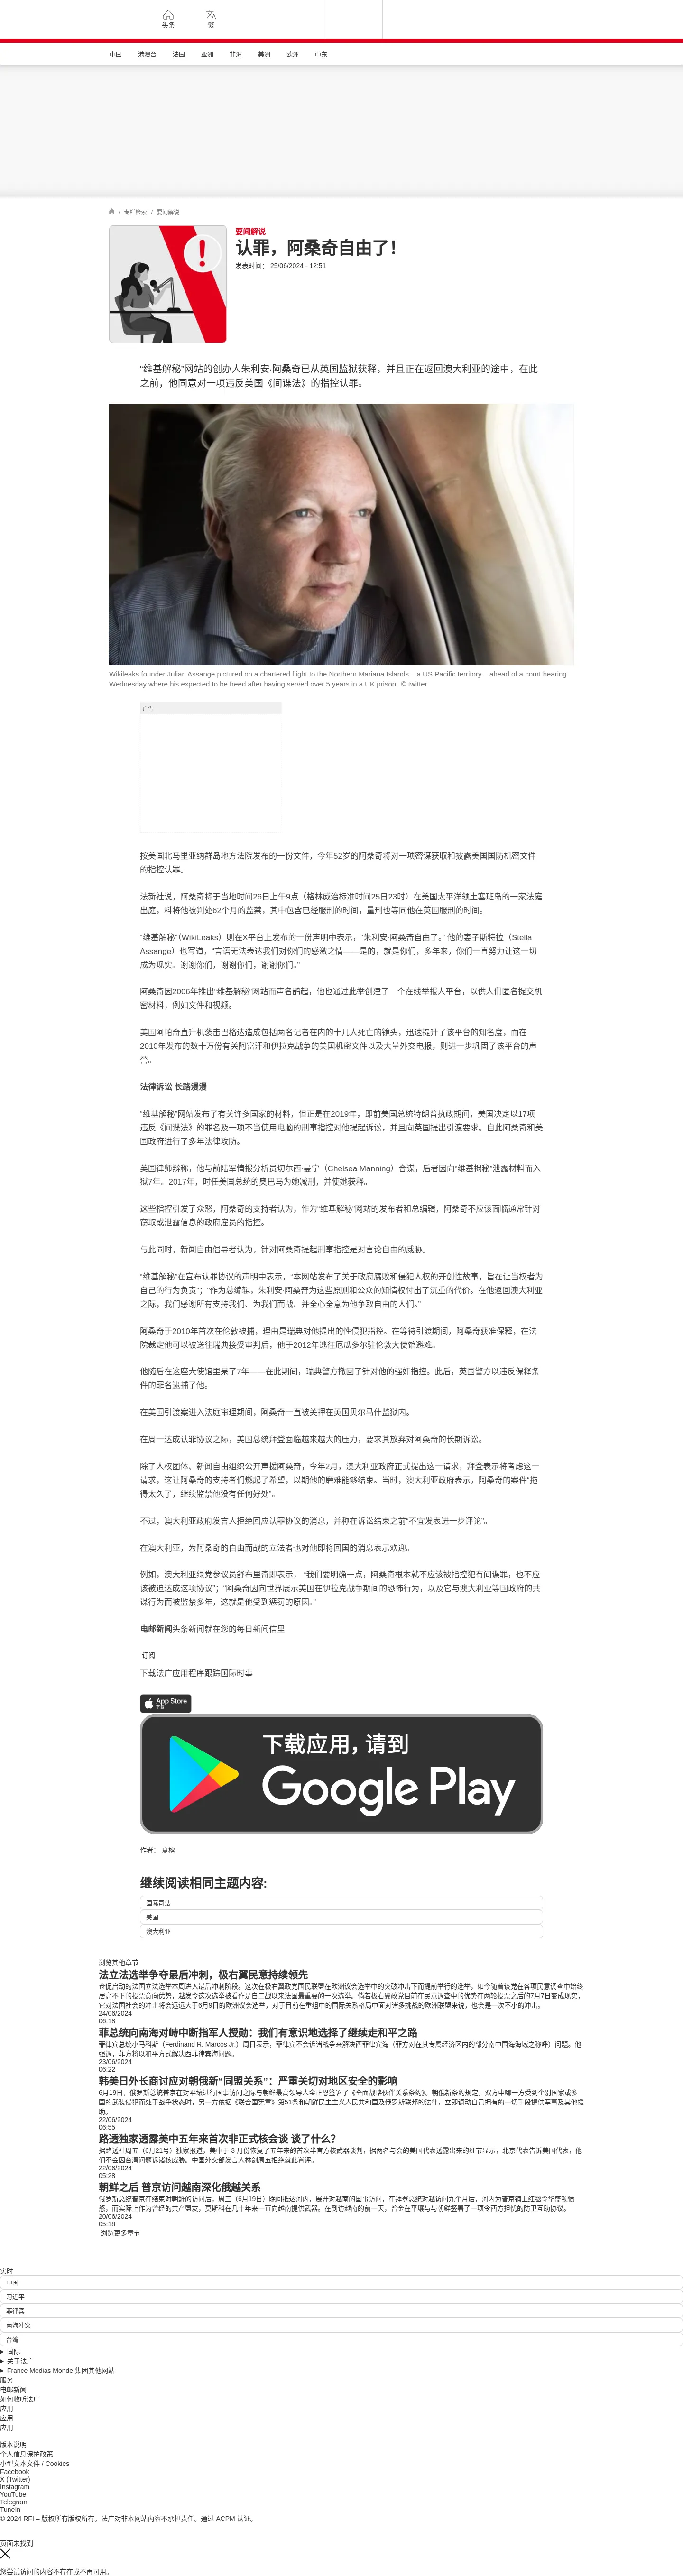 头条
繁
中国 港澳台 法国 亚洲 非洲 美洲 欧洲 中东
/ 专栏检索 / 要闻解说
要闻解说
认罪，阿桑奇自由了！
发表时间： 25/06/2024 - 12:51
“维基解秘”网站的创办人朱利安·阿桑奇已从英国监狱获释，并且正在返回澳大利亚的途中，在此
之前，他同意对一项违反美国《间谍法》的指控认罪。
Wikileaks founder Julian Assange pictured on a chartered flight to the Northern Mariana Islands – a US Pacific territory – ahead of a court hearing
Wednesday where his expected to be freed after having served over 5 years in a UK prison. © twitter
广告
按美国北马里亚纳群岛地方法院发布的一份文件，今年52岁的阿桑奇将对一项密谋获取和披露美国国防机密文件
的指控认罪。
法新社说，阿桑奇将于当地时间26日上午9点（格林威治标准时间25日23时）在美国太平洋领土塞班岛的一家法庭
出庭，料将他被判处62个月的监禁，其中包含已经服刑的时间，量刑也等同他在英国服刑的时间。
“维基解秘”（WikiLeaks）则在X平台上发布的一份声明中表示，“朱利安·阿桑奇自由了。” 他的妻子斯特拉（Stella
Assange）也写道，“言语无法表达我们对你们的感激之情——是的，就是你们，多年来，你们一直努力让这一切
成为现实。谢谢你们，谢谢你们，谢谢你们。”
阿桑奇因2006年推出“维基解秘”网站而声名鹊起，他也通过此举创建了一个在线举报人平台，以供人们匿名提交机
密材料，例如文件和视频。
美国阿帕奇直升机袭击巴格达造成包括两名记者在内的十几人死亡的镜头，迅速提升了该平台的知名度，而在
2010年发布的数十万份有关阿富汗和伊拉克战争的美国机密文件以及大量外交电报，则进一步巩固了该平台的声
誉。
法律诉讼 长路漫漫
“维基解秘”网站发布了有关许多国家的材料，但正是在2019年，即前美国总统特朗普执政期间，美国决定以17项
违反《间谍法》的罪名及一项不当使用电脑的刑事指控对他提起诉讼，并且向英国提出引渡要求。自此阿桑奇和美
国政府进行了多年法律攻防。
美国律师辩称，他与前陆军情报分析员切尔西·曼宁（Chelsea Manning）合谋，后者因向“维基揭秘”泄露材料而入
狱7年。2017年，时任美国总统的奥巴马为她减刑，并使她获释。
这些指控引发了众怒，阿桑奇的支持者认为，作为“维基解秘”网站的发布者和总编辑，阿桑奇不应该面临通常针对
窃取或泄露信息的政府雇员的指控。
与此同时，新闻自由倡导者认为，针对阿桑奇提起刑事指控是对言论自由的威胁。
“维基解秘”在宣布认罪协议的声明中表示，“本网站发布了关于政府腐败和侵犯人权的开创性故事，旨在让当权者为
自己的行为负责”；“作为总编辑，朱利安·阿桑奇为这些原则和公众的知情权付出了沉重的代价。在他返回澳大利亚
之际，我们感谢所有支持我们、为我们而战、并全心全意为他争取自由的人们。”
阿桑奇于2010年首次在伦敦被捕，理由是瑞典对他提出的性侵犯指控。在等待引渡期间，阿桑奇获准保释，在法
院裁定他可以被送往瑞典接受审判后，他于2012年逃往厄瓜多尔驻伦敦大使馆避难。
他随后在这座大使馆里呆了7年——在此期间，瑞典警方撤回了针对他的强奸指控。此后，英国警方以违反保释条
件的罪名逮捕了他。
在美国引渡案进入法庭审理期间，阿桑奇一直被关押在英国贝尔马什监狱内。
在周一达成认罪协议之际，美国总统拜登面临越来越大的压力，要求其放弃对阿桑奇的长期诉讼。
除了人权团体、新闻自由组织公开声援阿桑奇，今年2月，澳大利亚政府正式提出这一请求，拜登表示将考虑这一
请求，这让阿桑奇的支持者们燃起了希望，以期他的磨难能够结束。当时，澳大利亚政府表示，阿桑奇的案件“拖
得太久了，继续监禁他没有任何好处”。
不过，澳大利亚政府发言人拒绝回应认罪协议的消息，并称在诉讼结束之前“不宜发表进一步评论”。
在澳大利亚，为阿桑奇的自由而战的立法者也对他即将回国的消息表示欢迎。
例如，澳大利亚绿党参议员舒布里奇即表示， “我们要明确一点，阿桑奇根本就不应该被指控犯有间谍罪，也不应
该被迫达成这项协议”；“阿桑奇因向世界展示美国在伊拉克战争期间的恐怖行为，以及它与澳大利亚等国政府的共
谋行为而被监禁多年，这就是他受到惩罚的原因。”
电邮新闻头条新闻就在您的每日新闻信里
订阅
下载法广应用程序跟踪国际时事
App Store
下载
下载应用，请到
Google Play
作者： 夏榕
继续阅读相同主题内容:
国际司法
美国
澳大利亚
浏览其他章节
法立法选举争夺最后冲刺，极右翼民意持续领先
仓促启动的法国立法选举本周进入最后冲刺阶段。这次在极右翼政党国民联盟在欧洲议会选举中的突破冲击下而提前举行的选举，如今随着该党在各项民意调查中始终
居高不下的投票意向优势，越发令这次选举被看作是自二战以来法国最重要的一次选举。倘若极右翼政党目前在民意调查中的优势在两轮投票之后的7月7日变成现实，
它对法国社会的冲击将会远远大于6月9日的欧洲议会选举，对于目前在重组中的国际关系格局中面对诸多挑战的欧洲联盟来说，也会是一次不小的冲击。
24/06/2024
06:18
菲总统向南海对峙中断指军人授勋：我们有意识地选择了继续走和平之路
菲律宾总统小马科斯（Ferdinand R. Marcos Jr.）周日表示，菲律宾不会诉诸战争来解决西菲律宾海（菲方对在其专属经济区内的部分南中国海海域之称呼）问题。他
强调，菲方将以和平方式解决西菲律宾海问题。
23/06/2024
06:22
韩美日外长商讨应对朝俄新“同盟关系”：严重关切对地区安全的影响
6月19日，俄罗斯总统普京在对平壤进行国事访问之际与朝鲜最高领导人金正恩签署了《全面战略伙伴关系条约》。朝俄新条约规定，双方中哪一方受到个别国家或多
国的武装侵犯而处于战争状态时，另一方依据《联合国宪章》第51条和朝鲜民主主义人民共和国及俄罗斯联邦的法律，立即调动自己拥有的一切手段提供军事及其他援
助。
22/06/2024
06:55
路透独家透露美中五年来首次非正式核会谈 谈了什么？
据路透社周五（6月21号）独家报道，美中于 3 月份恢复了五年来的首次半官方核武器谈判，据两名与会的美国代表透露出来的细节显示，北京代表告诉美国代表，他
们不会因台湾问题诉诸核威胁。中国外交部发言人林剑周五拒绝就此置评。
22/06/2024
05:28
朝鲜之后 普京访问越南深化俄越关系
俄罗斯总统普京在结束对朝鲜的访问后，周三（6月19日）晚间抵达河内，展开对越南的国事访问，在拜登总统对越访问九个月后，河内为普京铺上红毯令华盛顿愤
怒，而实际上作为曾经的共产盟友，莫斯科在几十年来一直向越南提供武器。在到访越南的前一天，普金在平壤与与朝鲜签署了一项令西方担忧的防卫互助协议。
20/06/2024
05:18
浏览更多章节
实时
中国
习近平
菲律宾
南海冲突
台湾
国际
关于法广
France Médias Monde 集团其他网站
服务
电邮新闻
如何收听法广
应用
应用
应用
版本说明
个人信息保护政策
小型文本文件 / Cookies
Facebook
X (Twitter)
Instagram
YouTube
Telegram
TuneIn
© 2024 RFI – 版权所有版权所有。法广对非本网站内容不承担责任。通过 ACPM 认证。
页面未找到
您尝试访问的内容不存在或不再可用。